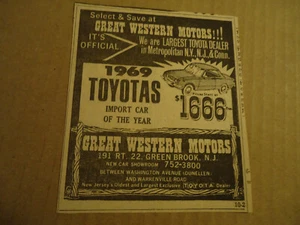 Select & Save at
GREAT WESTERN MOTORS!!!
IT'S OFFICIAL
We are LARGEST TOYOTA DEALER
in Metropolitan N.Y., N.J. & Conn.
1969
TOYOTAS
IMPORT CAR
OF THE YEAR
$1666
GREAT WESTERN MOTORS
191 RT. 22, GREEN BROOK, N.J.
NEW CAR SHOWROOM 752-3800
BETWEEN WASHINGTON AVENUE (DUNELLEN)
AND WARRENVILLE ROAD
New Jersey's Oldest and Largest Exclusive TOYOTA Dealer